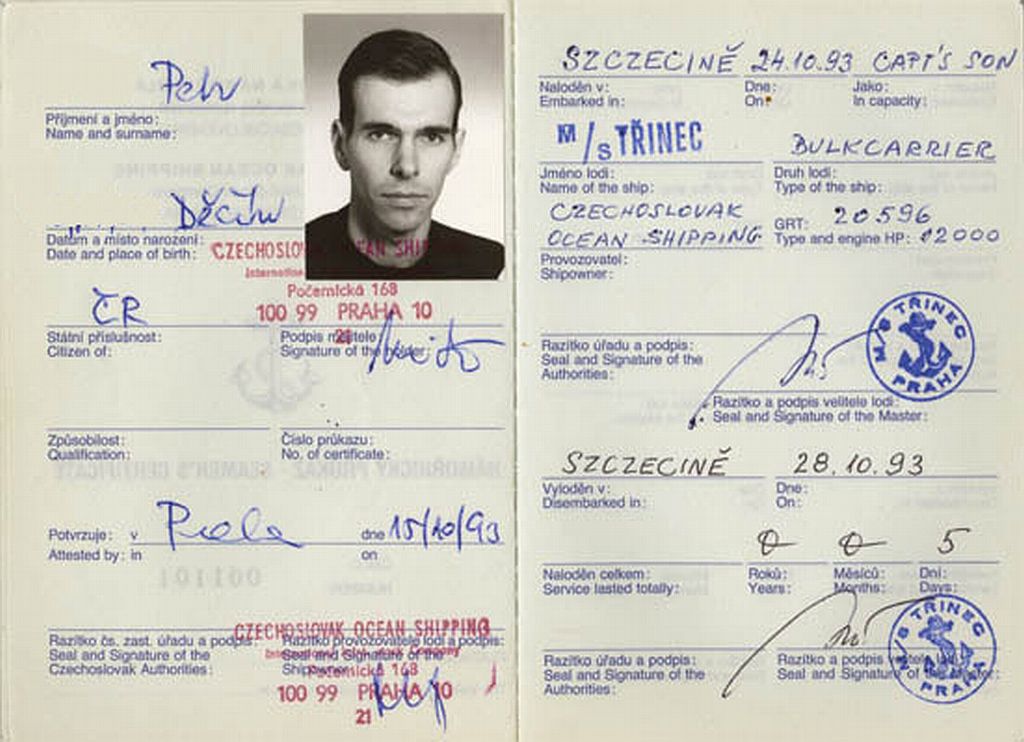 Petr
Příjmení a jméno:
Name and surname:
Děčín
Datum a místo narození:
Date and place of birth:
CZECHOSLOVAK OCEAN SHIPPING
International
Počernická 168
100 99 PRAHA 10
21
ČR
Státní příslušnost:
Citizen of:
Podpis majitele
Signature of the holder:
Způsobilost:
Qualification:
Číslo průkazu:
No. of certificate:
Potvrzuje: v Praha dne 15/10/93
Attested by: in on
Razítko čs. zast. úřadu a podpis:
Seal and Signature of the
Czechoslovak Authorities:
Razítko provozovatele lodi a podpis:
Seal and Signature of the
Shipowner:
CZECHOSLOVAK OCEAN SHIPPING
International Company
Počernická 168
100 99 PRAHA 10
21
SZCZECINĚ 24.10.93 CAPT'S SON
Naloděn v: Dne: Jako:
Embarked in: On: In capacity:
M/S TŘINEC BULKCARRIER
Jméno lodi: Druh lodi:
Name of the ship: Type of the ship:
CZECHOSLOVAK
OCEAN SHIPPING
GRT: 20 596
Type and engine HP: 12000
Provozovatel:
Shipowner:
Razítko úřadu a podpis:
Seal and Signature of the
Authorities:
M/S TŘINEC
PRAHA
Razítko a podpis velitele lodi:
Seal and Signature of the Master:
SZCZECINĚ 28.10.93
Vyloděn v: Dne:
Disembarked in: On:
0 0 5
Naloděn celkem: Roků: Měsíců: Dní:
Service lasted totally: Years: Months: Days:
M/S TŘINEC
PRAHA
Razítko úřadu a podpis:
Seal and Signature of the
Authorities:
Razítko a podpis velitele lodi:
Seal and Signature of the Master: